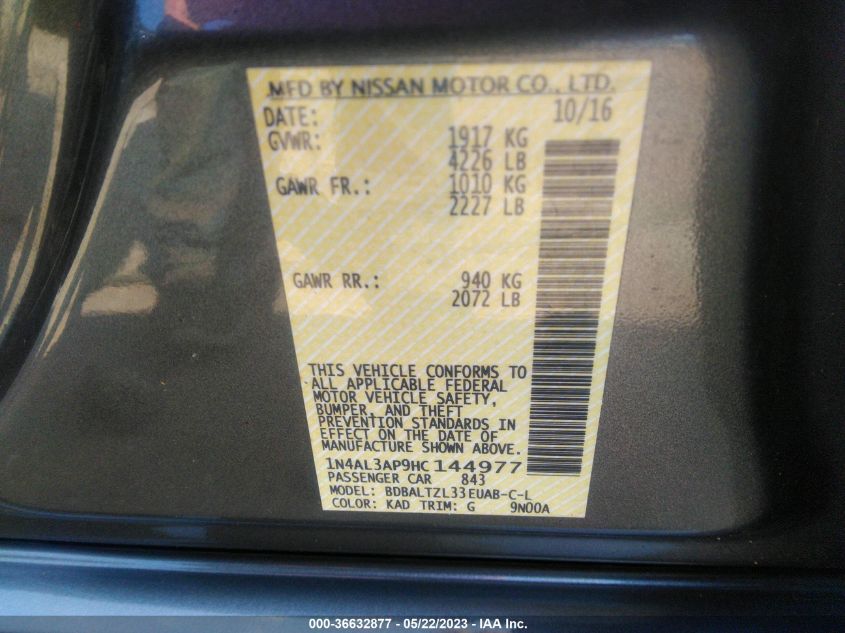 MFD BY NISSAN MOTOR CO., LTD.
DATE: 10/16
GVWR: 1917 KG
4226 LB
GAWR FR.: 1010 KG
2227 LB
GAWR RR.: 940 KG
2072 LB
THIS VEHICLE CONFORMS TO
ALL APPLICABLE FEDERAL
MOTOR VEHICLE SAFETY,
BUMPER, AND THEFT
PREVENTION STANDARDS IN
EFFECT ON THE DATE OF
MANUFACTURE SHOWN ABOVE.
1N4AL3AP9HC144977
PASSENGER CAR 843
MODEL: BDBALTZL33EUAB-C-L
COLOR: KAD TRIM: G 9N00A
000-36632877 - 05/22/2023 - IAA Inc.